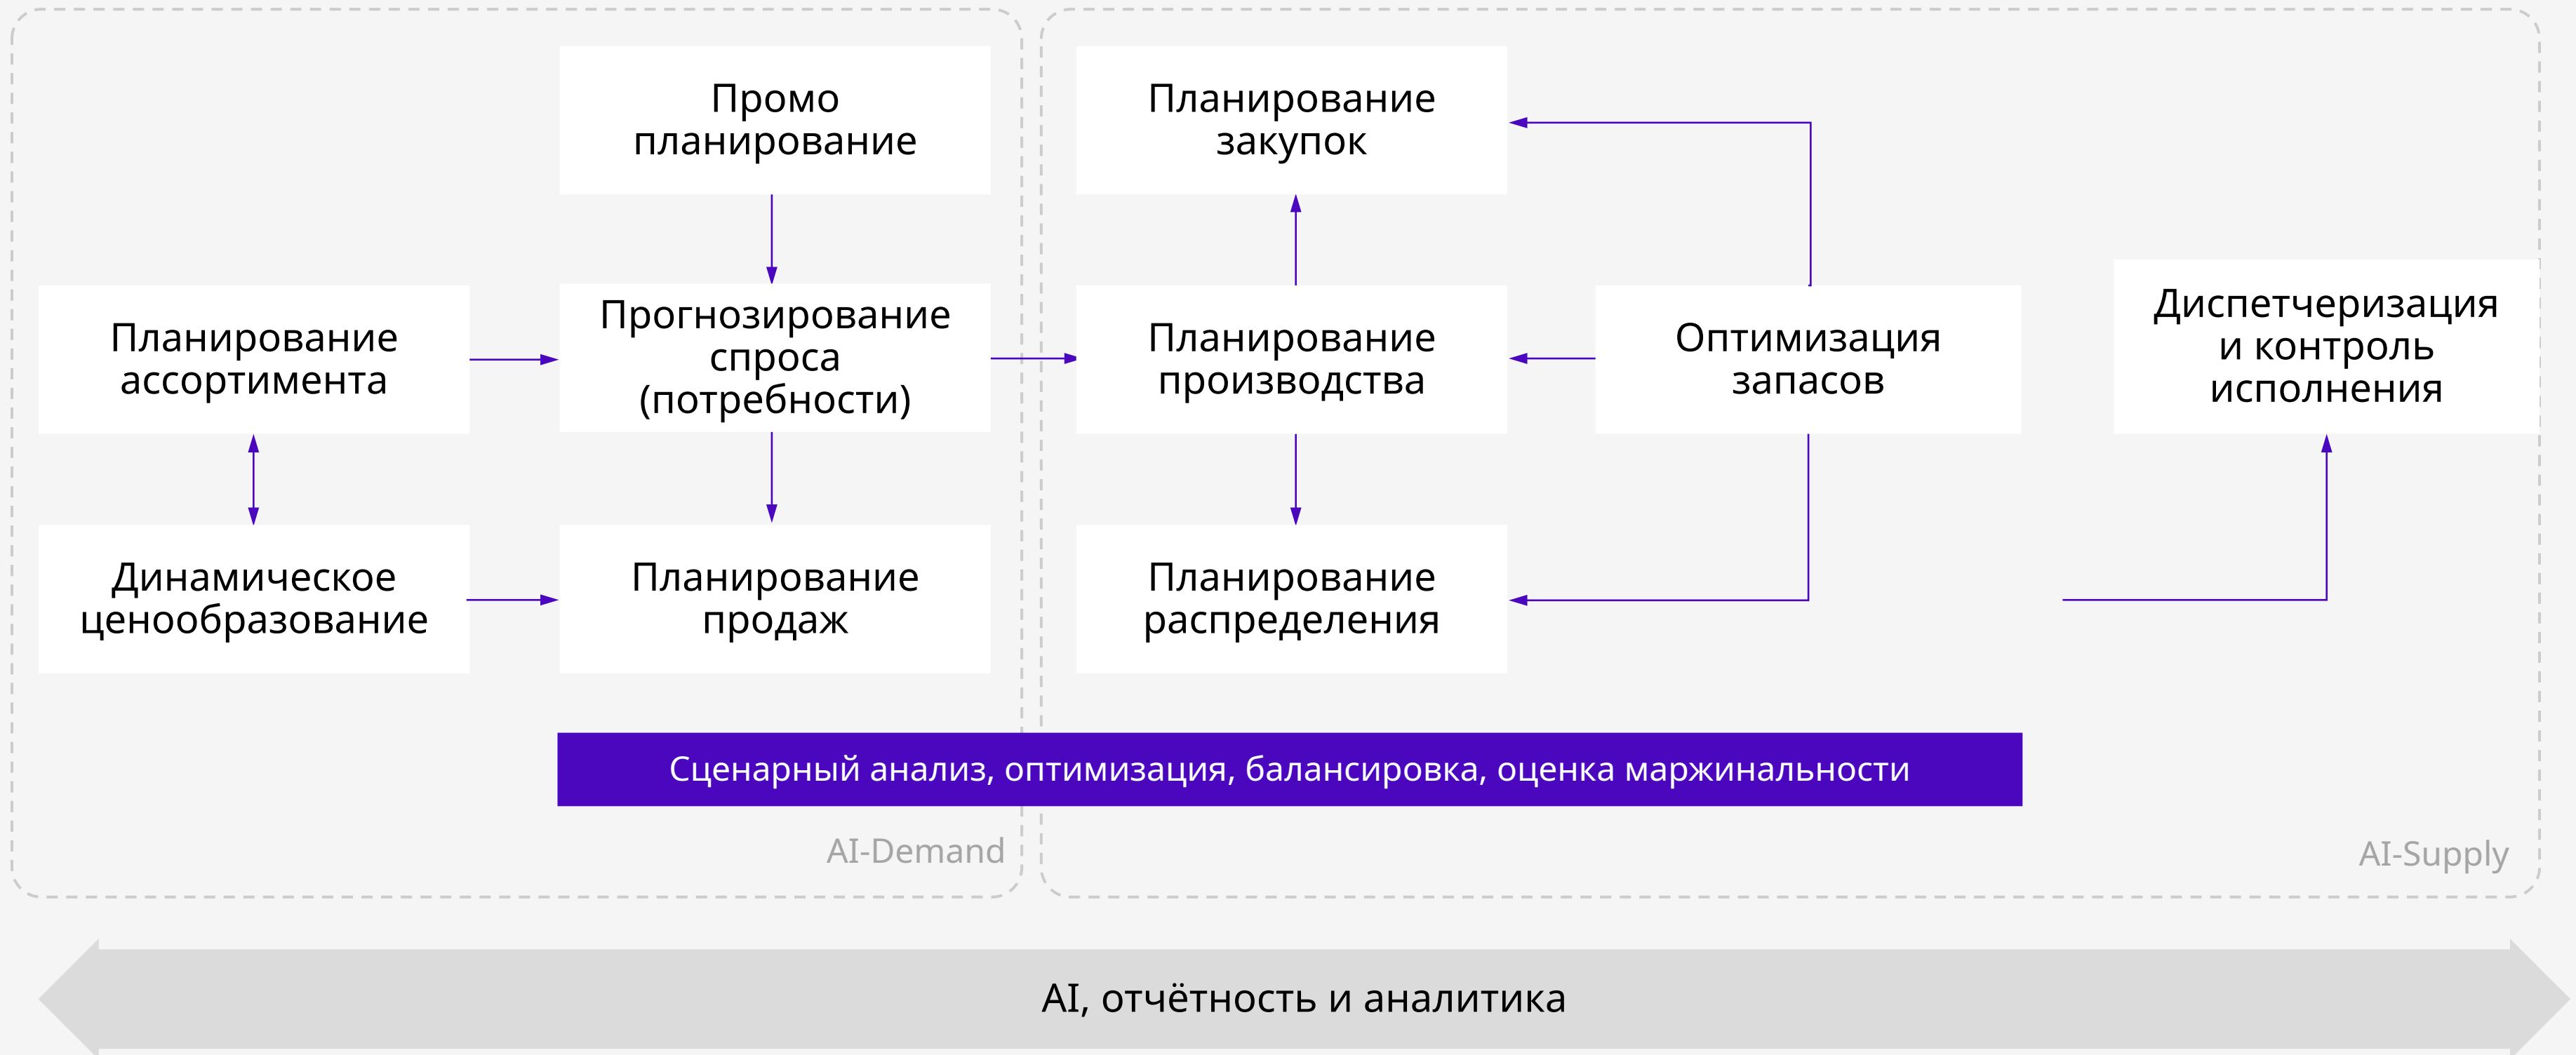 Промо
планирование
Планирование
закупок
Планирование
ассортимента
Прогнозирование
спроса
(потребности)
Планирование
производства
Оптимизация
запасов
Диспетчеризация
и контроль
исполнения
Динамическое
ценообразование
Планирование
продаж
Планирование
распределения
Сценарный анализ, оптимизация, балансировка, оценка маржинальности
AI-Demand
AI-Supply
AI, отчётность и аналитика